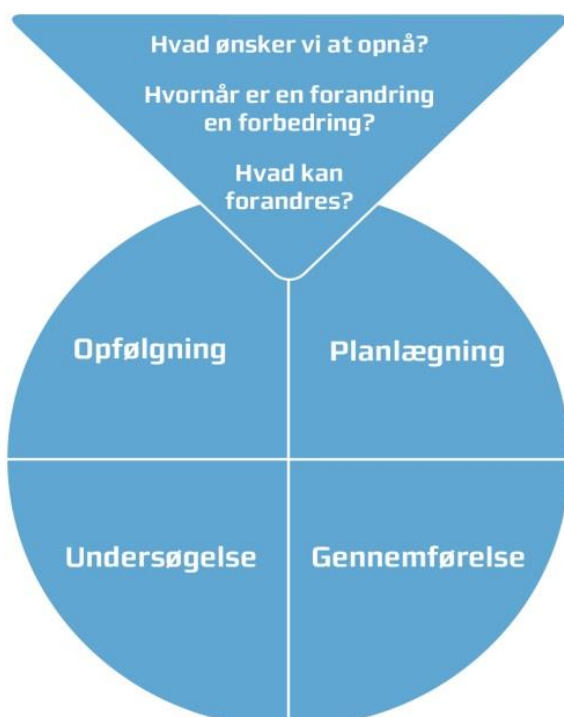 Hvad ønsker vi at opnå?
Hvornår er en forandring
en forbedring?
Hvad kan
forandres?
Opfølgning
Planlægning
Undersøgelse
Gennemførelse